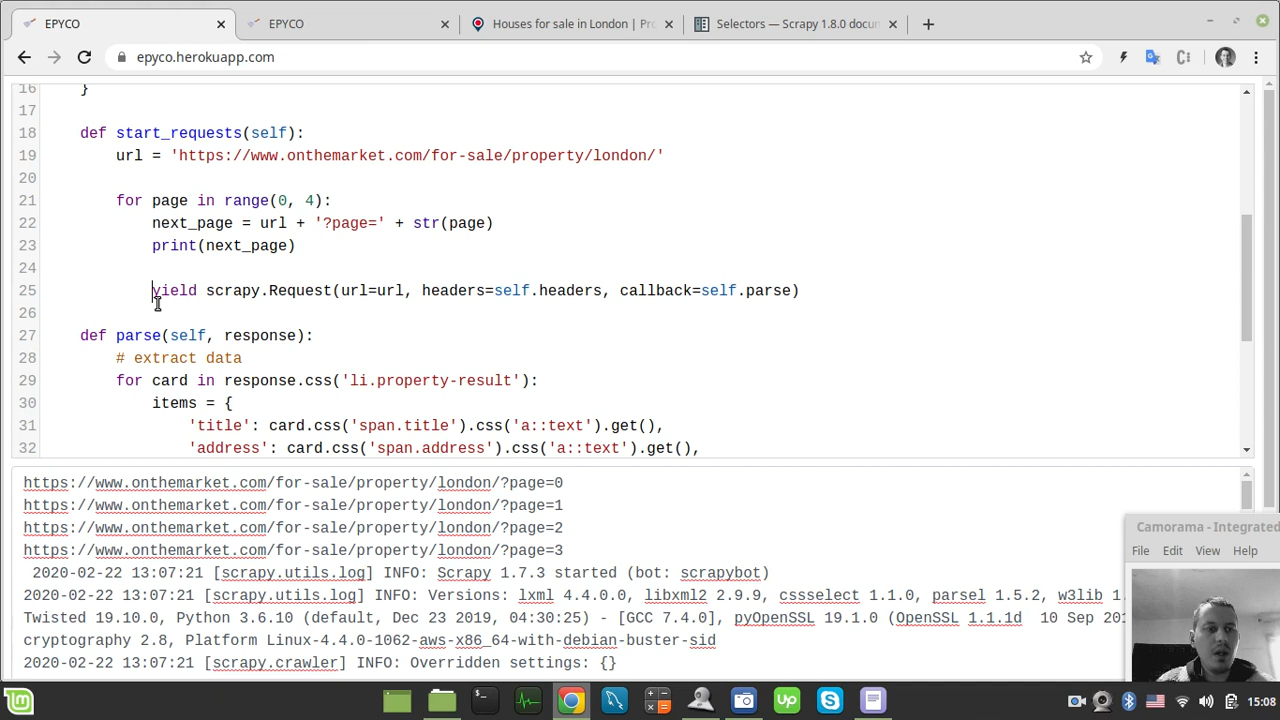 EPYCO
EPYCO
Houses for sale in London | Pr
Selectors — Scrapy 1.8.0 docu
epyco.herokuapp.com
16 }
17
18 def start_requests(self):
19 url = 'https://www.onthemarket.com/for-sale/property/london/'
20
21 for page in range(0, 4):
22 next_page = url + '?page=' + str(page)
23 print(next_page)
24
25 yield scrapy.Request(url=url, headers=self.headers, callback=self.parse)
26
27 def parse(self, response):
28 # extract data
29 for card in response.css('li.property-result'):
30 items = {
31 'title': card.css('span.title').css('a::text').get(),
32 'address': card.css('span.address').css('a::text').get(),
https://www.onthemarket.com/for-sale/property/london/?page=0
https://www.onthemarket.com/for-sale/property/london/?page=1
https://www.onthemarket.com/for-sale/property/london/?page=2
https://www.onthemarket.com/for-sale/property/london/?page=3
2020-02-22 13:07:21 [scrapy.utils.log] INFO: Scrapy 1.7.3 started (bot: scrapybot)
2020-02-22 13:07:21 [scrapy.utils.log] INFO: Versions: lxml 4.4.0.0, libxml2 2.9.9, cssselect 1.1.0, parsel 1.5.2, w3lib 1.
Twisted 19.10.0, Python 3.6.10 (default, Dec 23 2019, 04:30:25) - [GCC 7.4.0], pyOpenSSL 19.1.0 (OpenSSL 1.1.1d 10 Sep 201
cryptography 2.8, Platform Linux-4.4.0-1062-aws-x86_64-with-debian-buster-sid
2020-02-22 13:07:21 [scrapy.crawler] INFO: Overridden settings: {}
Camorama - Integrated
File Edit View Help
15:08